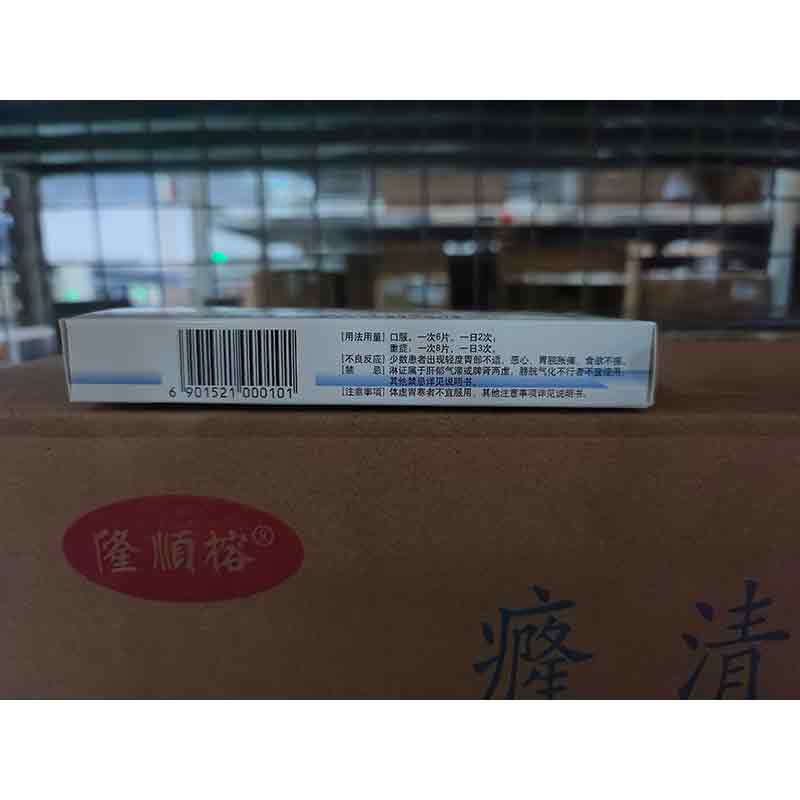 [用法用量] 口服。一次6片，一日2次；
重症：一次8片，一日3次。
[不良反应] 少数患者出现轻度胃部不适、恶心、胃脘胀痛、食欲不振。
[禁　　忌] 淋证属于肝郁气滞或脾肾两虚，膀胱气化不行者不宜使用。
其他禁忌详见说明书。
[注意事项] 体虚胃寒者不宜服用，其他注意事项详见说明书。
6 901521 000101
隆順榕®
癃清